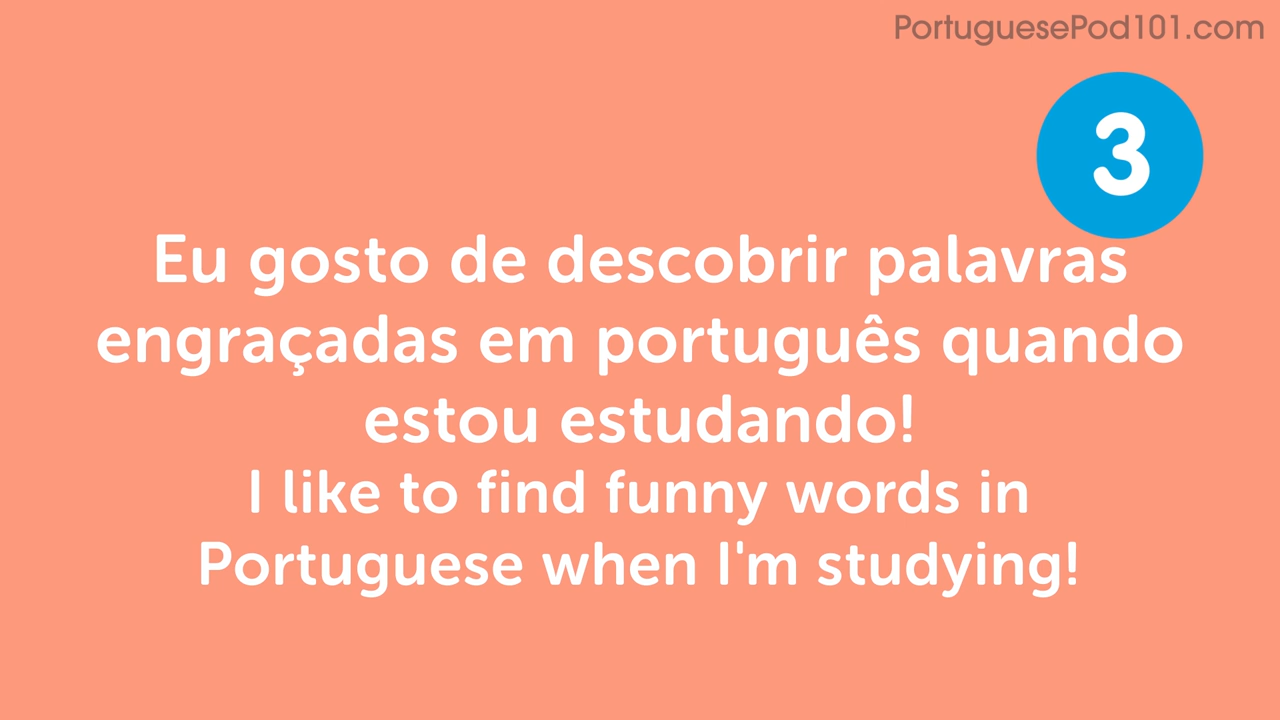 PortuguesePod101.com
3
Eu gosto de descobrir palavras
engraçadas em português quando
estou estudando!
I like to find funny words in
Portuguese when I'm studying!